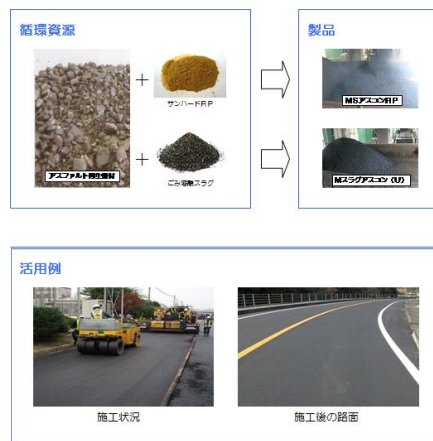 循環資源
製品
+
サンハードRP
MSアスコンRP
アスファルト再生骨材
+
ごみ溶融スラグ
Mスラグアスコン(U)
活用例
施工状況
施工後の路面